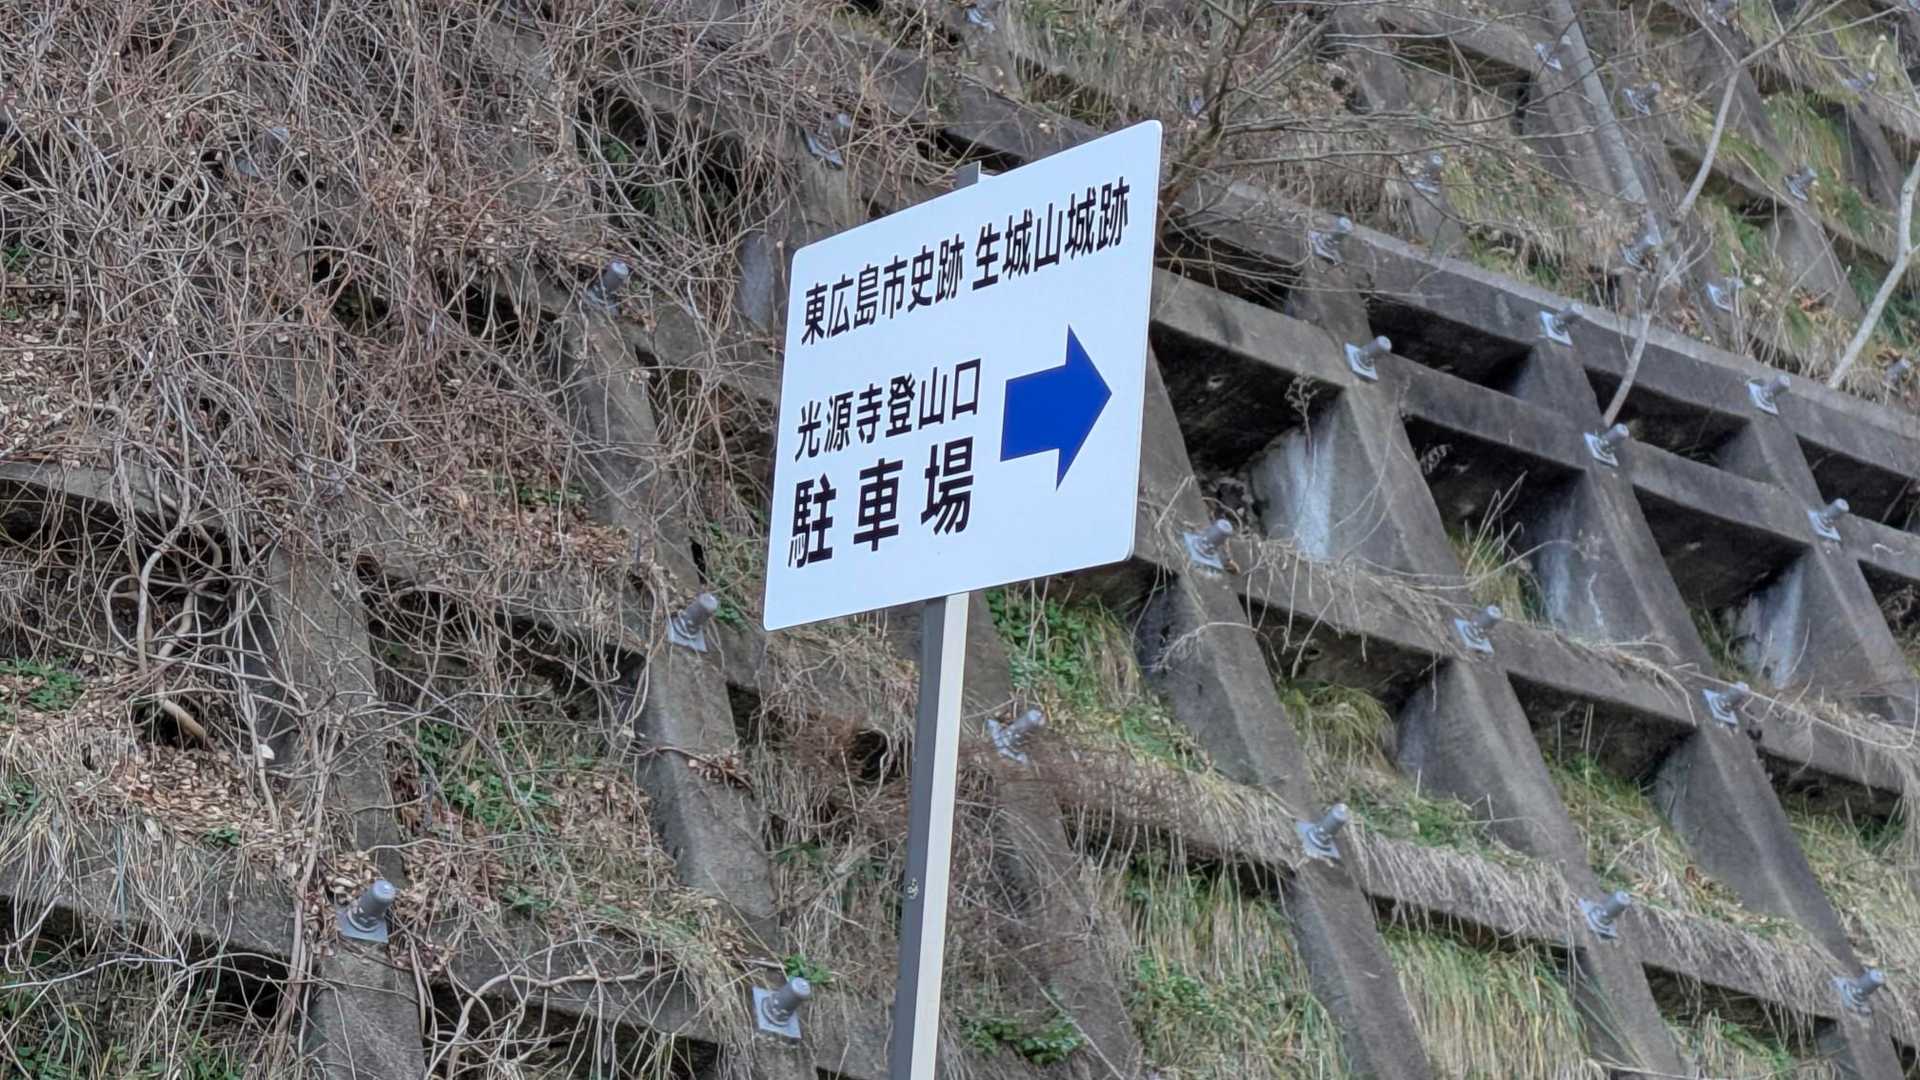 東広島市史跡 生城山城跡
光源寺登山口
駐車場